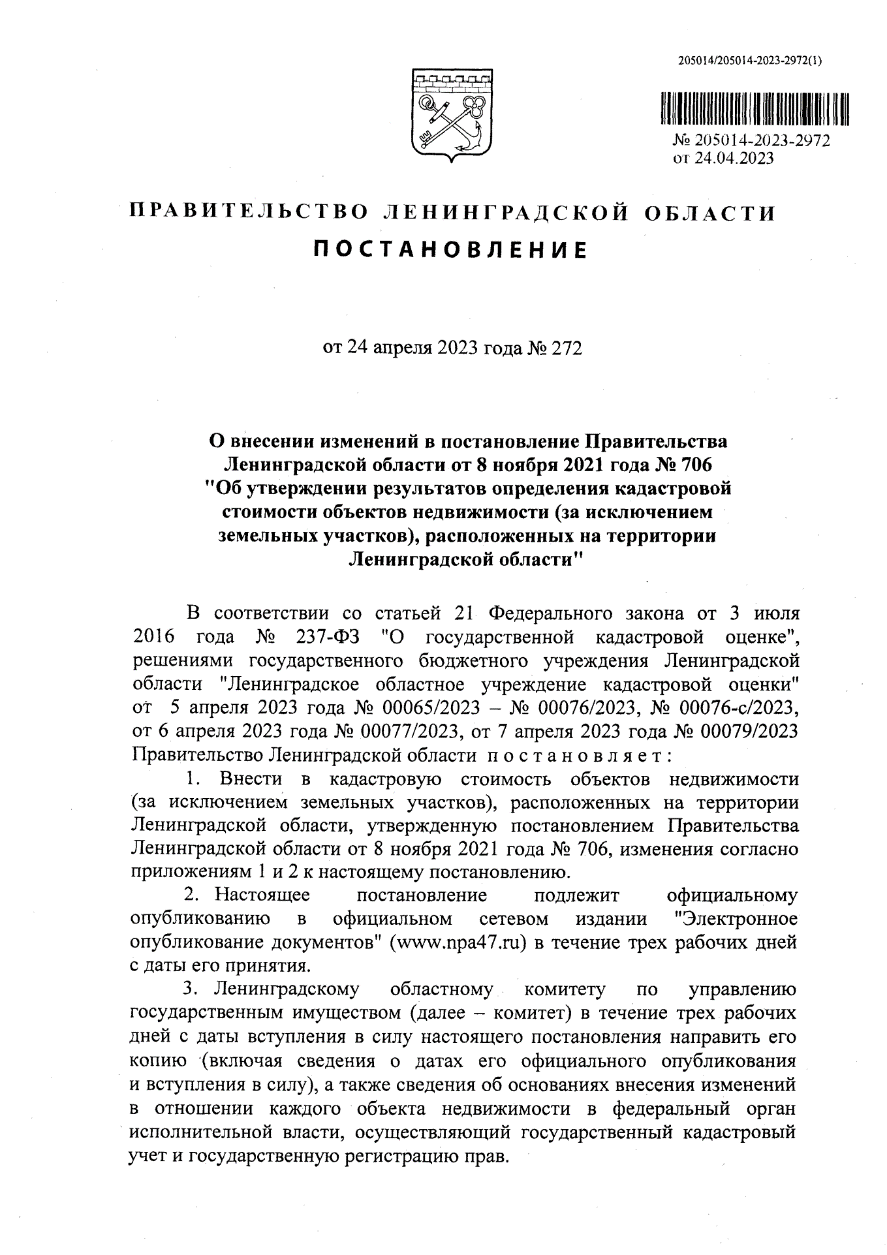 205014/205014-2023-2972(1)
№ 205014-2023-2972
от 24.04.2023
ПРАВИТЕЛЬСТВО ЛЕНИНГРАДСКОЙ ОБЛАСТИ
ПОСТАНОВЛЕНИЕ
от 24 апреля 2023 года № 272
О внесении изменений в постановление Правительства
Ленинградской области от 8 ноября 2021 года № 706
"Об утверждении результатов определения кадастровой
стоимости объектов недвижимости (за исключением
земельных участков), расположенных на территории
Ленинградской области"
В соответствии со статьей 21 Федерального закона от 3 июля
2016 года № 237-ФЗ "О государственной кадастровой оценке",
решениями государственного бюджетного учреждения Ленинградской
области "Ленинградское областное учреждение кадастровой оценки"
от 5 апреля 2023 года № 00065/2023 – № 00076/2023, № 00076-с/2023,
от 6 апреля 2023 года № 00077/2023, от 7 апреля 2023 года № 00079/2023
Правительство Ленинградской области п о с т а н о в л я е т :
1. Внести в кадастровую стоимость объектов недвижимости
(за исключением земельных участков), расположенных на территории
Ленинградской области, утвержденную постановлением Правительства
Ленинградской области от 8 ноября 2021 года № 706, изменения согласно
приложениям 1 и 2 к настоящему постановлению.
2. Настоящее постановление подлежит официальному
опубликованию в официальном сетевом издании "Электронное
опубликование документов" (www.npa47.ru) в течение трех рабочих дней
с даты его принятия.
3. Ленинградскому областному комитету по управлению
государственным имуществом (далее – комитет) в течение трех рабочих
дней с даты вступления в силу настоящего постановления направить его
копию (включая сведения о датах его официального опубликования
и вступления в силу), а также сведения об основаниях внесения изменений
в отношении каждого объекта недвижимости в федеральный орган
исполнительной власти, осуществляющий государственный кадастровый
учет и государственную регистрацию прав.